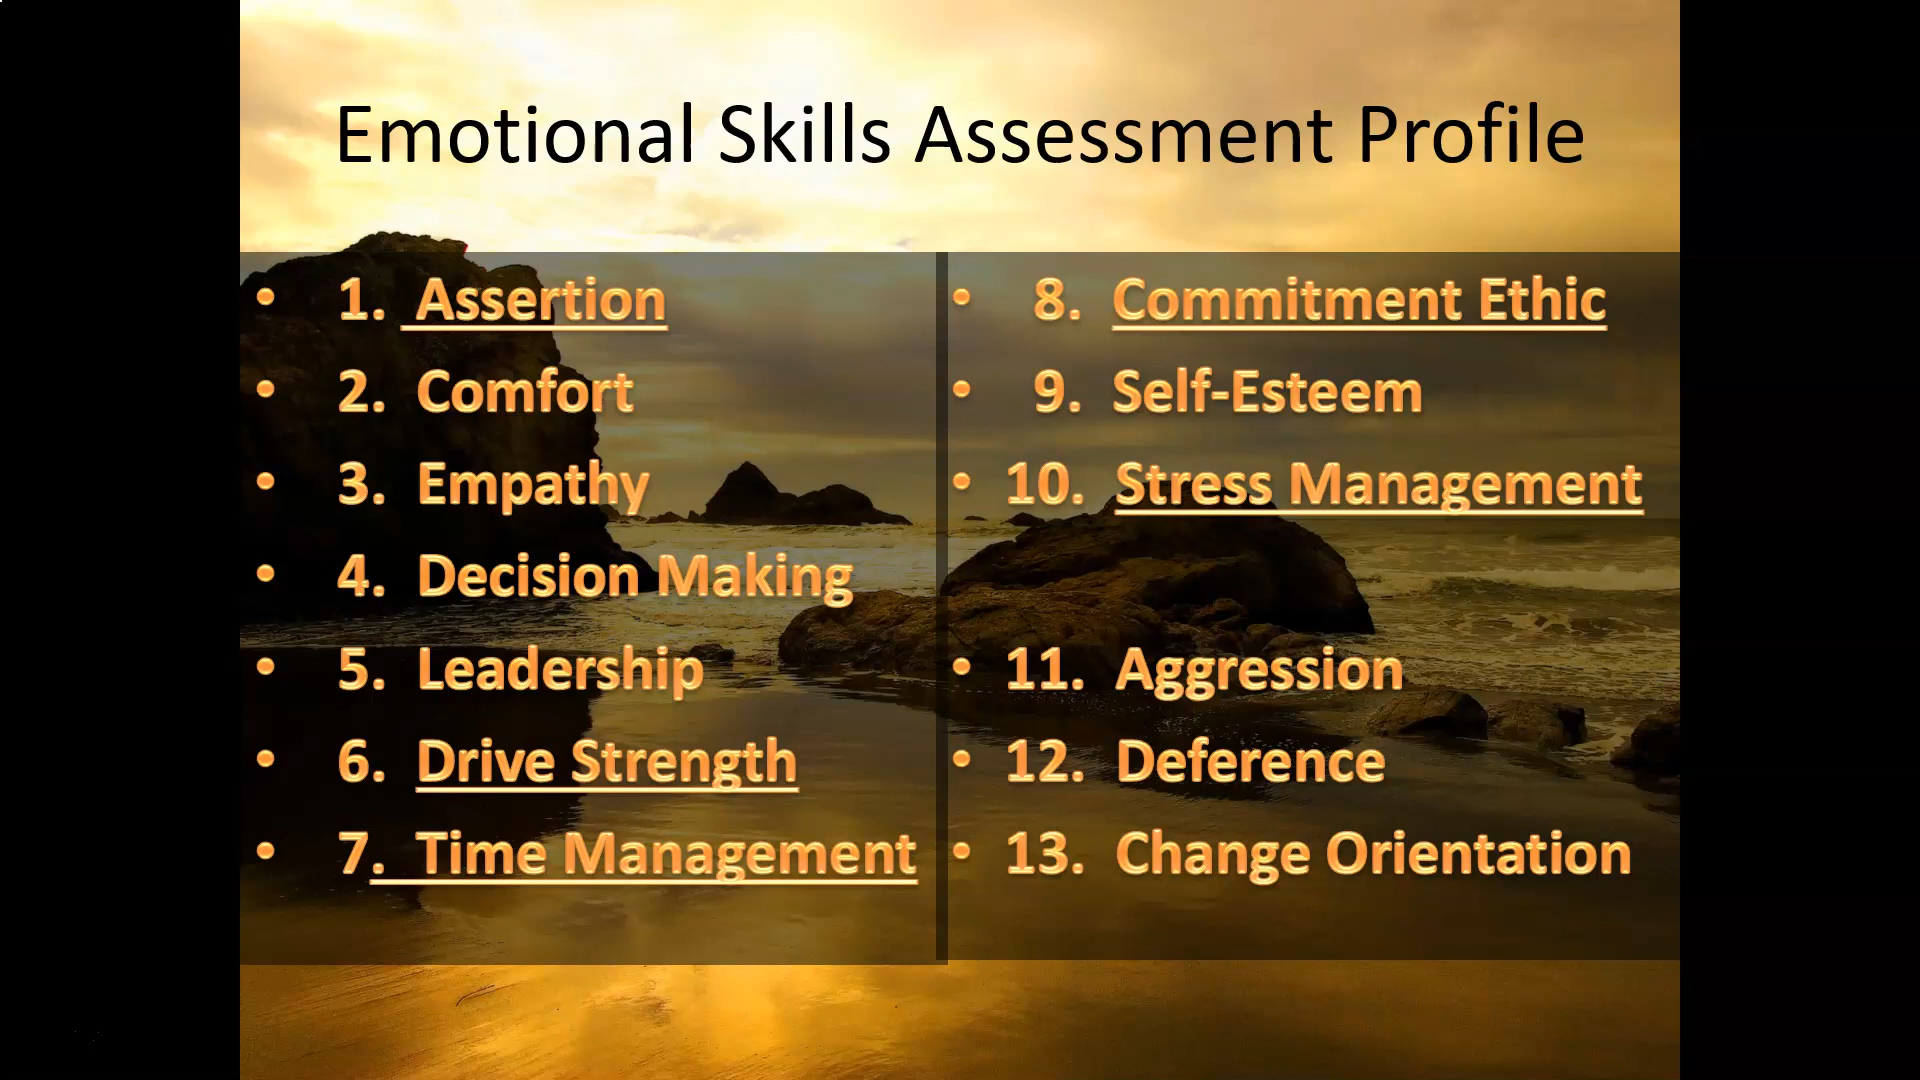 Emotional Skills Assessment Profile
• 1. Assertion
• 2. Comfort
• 3. Empathy
• 4. Decision Making
• 5. Leadership
• 6. Drive Strength
• 7. Time Management
• 8. Commitment Ethic
• 9. Self-Esteem
• 10. Stress Management
• 11. Aggression
• 12. Deference
• 13. Change Orientation